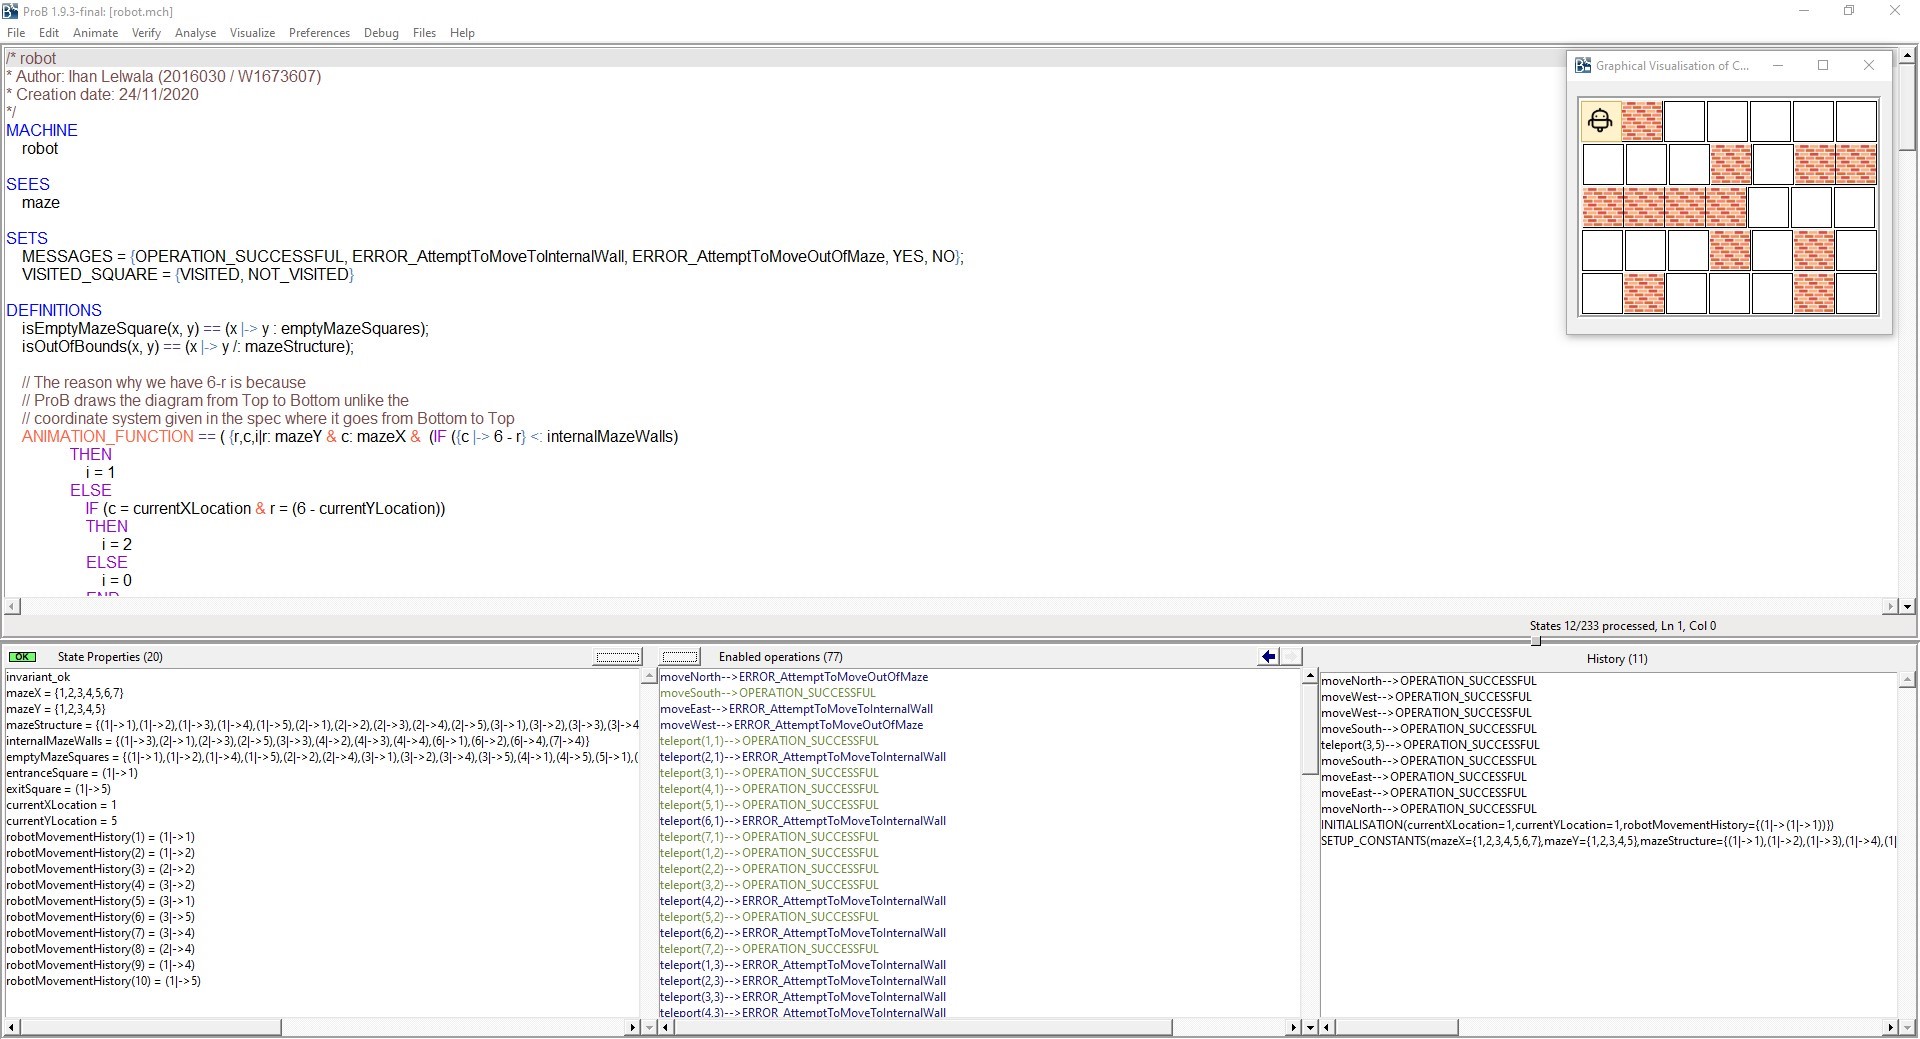 ProB 1.9.3-final: [robot.mch]
File Edit Animate Verify Analyse Visualize Preferences Debug Files Help
/* robot
* Author: Ihan Lelwala (2016030 / W1673607)
* Creation date: 24/11/2020
*/
MACHINE
robot
SEES
maze
SETS
MESSAGES = {OPERATION_SUCCESSFUL, ERROR_AttemptToMoveToInternalWall, ERROR_AttemptToMoveOutOfMaze, YES, NO};
VISITED_SQUARE = {VISITED, NOT_VISITED}
DEFINITIONS
isEmptyMazeSquare(x, y) == (x |-> y : emptyMazeSquares);
isOutOfBounds(x, y) == (x |-> y /: mazeStructure);
// The reason why we have 6-r is because
// ProB draws the diagram from Top to Bottom unlike the
// coordinate system given in the spec where it goes from Bottom to Top
ANIMATION_FUNCTION == ( {r,c,i|r: mazeY & c: mazeX & (IF ({c |-> 6 - r} <: internalMazeWalls)
THEN
i = 1
ELSE
IF (c = currentXLocation & r = (6 - currentYLocation))
THEN
i = 2
ELSE
i = 0
END
Graphical Visualisation of C...
States 12/233 processed, Ln 1, Col 0
OK State Properties (20)
invariant_ok
mazeX = {1,2,3,4,5,6,7}
mazeY = {1,2,3,4,5}
mazeStructure = {(1|->1),(1|->2),(1|->3),(1|->4),(1|->5),(2|->1),(2|->2),(2|->3),(2|->4),(2|->5),(3|->1),(3|->2),(3|->3),(3|->4
internalMazeWalls = {(1|->3),(2|->1),(2|->3),(2|->5),(3|->3),(4|->2),(4|->3),(4|->4),(6|->1),(6|->2),(6|->4),(7|->4)}
emptyMazeSquares = {(1|->1),(1|->2),(1|->4),(1|->5),(2|->2),(2|->4),(3|->1),(3|->2),(3|->4),(3|->5),(4|->1),(4|->5),(5|->1),(
entranceSquare = (1|->1)
exitSquare = (1|->5)
currentXLocation = 1
currentYLocation = 5
robotMovementHistory(1) = (1|->1)
robotMovementHistory(2) = (1|->2)
robotMovementHistory(3) = (2|->2)
robotMovementHistory(4) = (3|->2)
robotMovementHistory(5) = (3|->1)
robotMovementHistory(6) = (3|->5)
robotMovementHistory(7) = (3|->4)
robotMovementHistory(8) = (2|->4)
robotMovementHistory(9) = (1|->4)
robotMovementHistory(10) = (1|->5)
Enabled operations (77)
moveNorth-->ERROR_AttemptToMoveOutOfMaze
moveSouth-->OPERATION_SUCCESSFUL
moveEast-->ERROR_AttemptToMoveToInternalWall
moveWest-->ERROR_AttemptToMoveOutOfMaze
teleport(1,1)-->OPERATION_SUCCESSFUL
teleport(2,1)-->ERROR_AttemptToMoveToInternalWall
teleport(3,1)-->OPERATION_SUCCESSFUL
teleport(4,1)-->OPERATION_SUCCESSFUL
teleport(5,1)-->OPERATION_SUCCESSFUL
teleport(6,1)-->ERROR_AttemptToMoveToInternalWall
teleport(7,1)-->OPERATION_SUCCESSFUL
teleport(1,2)-->OPERATION_SUCCESSFUL
teleport(2,2)-->OPERATION_SUCCESSFUL
teleport(3,2)-->OPERATION_SUCCESSFUL
teleport(4,2)-->ERROR_AttemptToMoveToInternalWall
teleport(5,2)-->OPERATION_SUCCESSFUL
teleport(6,2)-->ERROR_AttemptToMoveToInternalWall
teleport(7,2)-->OPERATION_SUCCESSFUL
teleport(1,3)-->ERROR_AttemptToMoveToInternalWall
teleport(2,3)-->ERROR_AttemptToMoveToInternalWall
teleport(3,3)-->ERROR_AttemptToMoveToInternalWall
teleport(4,3)-->ERROR_AttemptToMoveToInternalWall
History (11)
moveNorth-->OPERATION_SUCCESSFUL
moveWest-->OPERATION_SUCCESSFUL
moveWest-->OPERATION_SUCCESSFUL
moveSouth-->OPERATION_SUCCESSFUL
teleport(3,5)-->OPERATION_SUCCESSFUL
moveSouth-->OPERATION_SUCCESSFUL
moveEast-->OPERATION_SUCCESSFUL
moveEast-->OPERATION_SUCCESSFUL
moveNorth-->OPERATION_SUCCESSFUL
INITIALISATION(currentXLocation=1,currentYLocation=1,robotMovementHistory={(1|->(1|->1))})
SETUP_CONSTANTS(mazeX={1,2,3,4,5,6,7},mazeY={1,2,3,4,5},mazeStructure={(1|->1),(1|->2),(1|->3),(1|->4),(1|